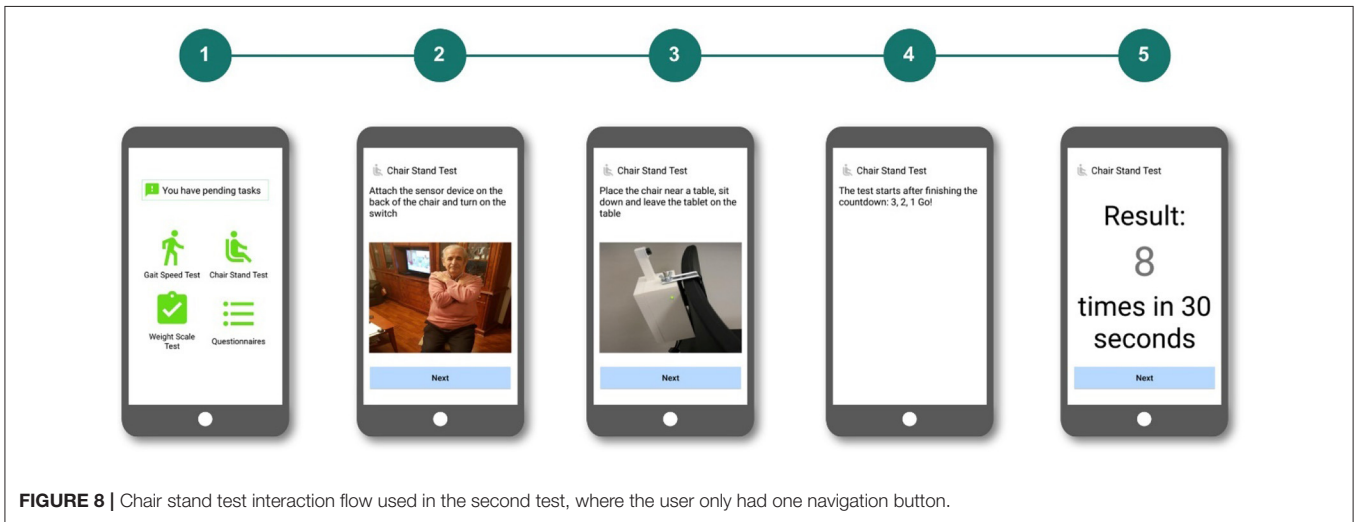 1
2
3
4
5
You have pending tasks
Gait Speed Test
Chair Stand Test
Weight Scale
Test
Questionnaires
Chair Stand Test
Attach the sensor device on the
back of the chair and turn on the
switch
Next
Chair Stand Test
Place the chair near a table, sit
down and leave the tablet on the
table
Next
Chair Stand Test
The test starts after finishing the
countdown: 3, 2, 1 Go!
Chair Stand Test
Result:
8
times in 30
seconds
Next
FIGURE 8 | Chair stand test interaction flow used in the second test, where the user only had one navigation button.